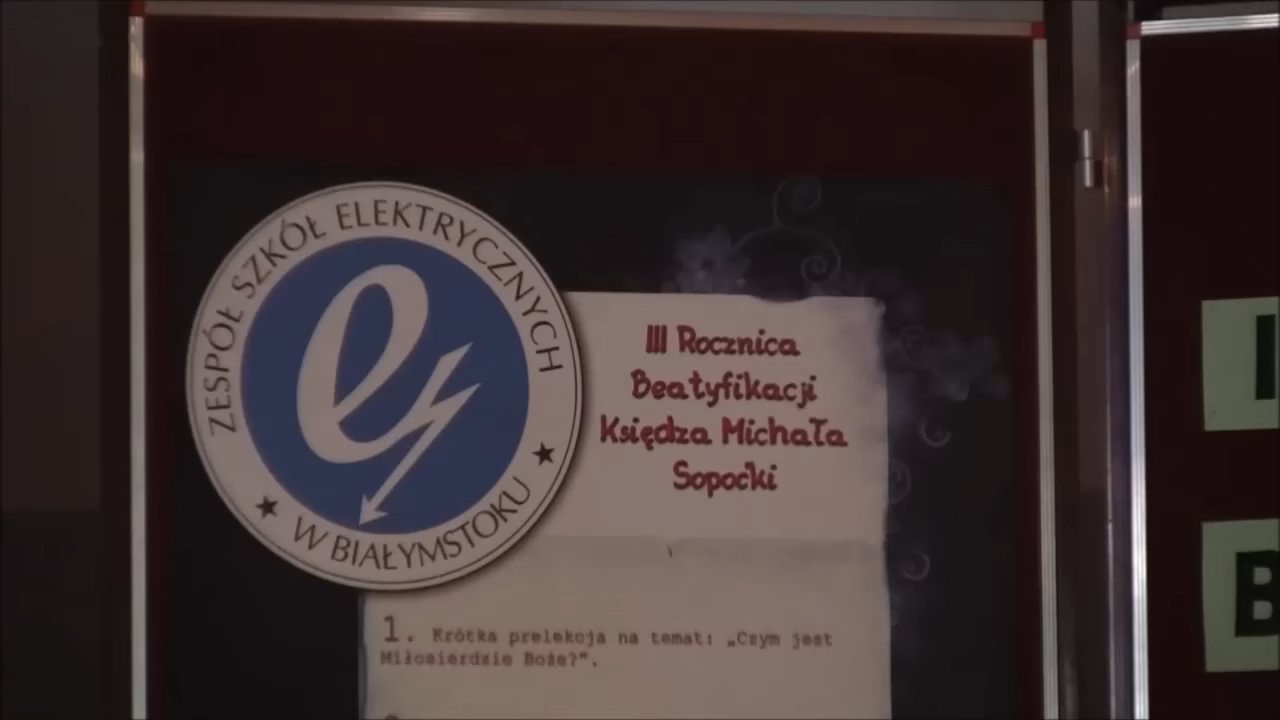 ZESPÓŁ SZKÓŁ ELEKTRYCZNYCH
W BIAŁYMSTOKU
III Rocznica
Beatyfikacji
Księdza Michała
Sopoćki
1. Krótka prelekcja na temat: „Czym jest
Miłosierdzie Boże?".
B